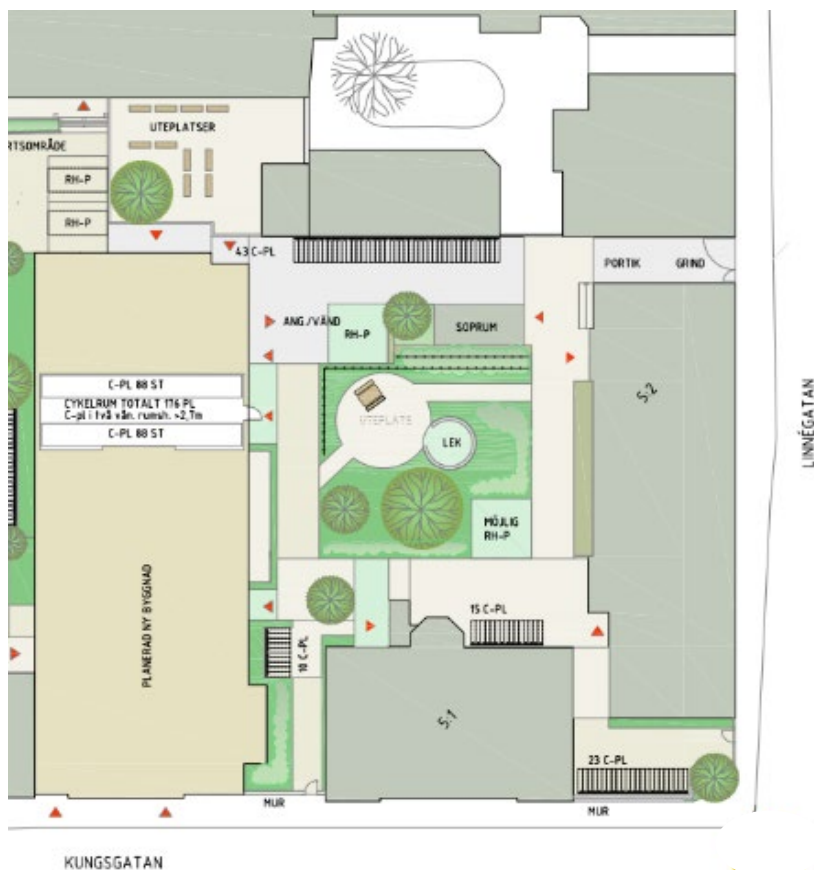 UTEPLATSER
RTSOMRÅDE
RH-P
RH-P
43 C-PL
PORTIK
GRIND
ANG./VÄND
RH-P
SOPRUM
C-PL 88 ST
CYKELRUM TOTALT 176 PL
C-pl i två vån. rumsh. >2,7m
C-PL 88 ST
UTEPLATS
LEK
S:2
LINNÉGATAN
MÖJLIG
RH-P
PLANERAD NY BYGGNAD
15 C-PL
10 C-PL
S:1
23 C-PL
MUR
MUR
KUNGSGATAN